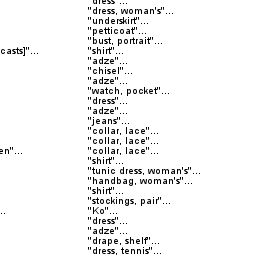 "dress"...
"dress, woman's"...
"underskirt"...
"petticoat"...
"bust, portrait"...
casts]"... "shirt"...
"adze"...
"chisel"...
"adze"...
"watch, pocket"...
"dress"...
"adze"...
"jeans"...
"collar, lace"...
"collar, lace"...
en"... "collar, lace"...
"shirt"...
"tunic dress, woman's"...
"handbag, woman's"...
"shirt"...
"stockings, pair"...
... "Ko"...
"dress"...
"adze"...
"drape, shelf"...
"dress, tennis"...